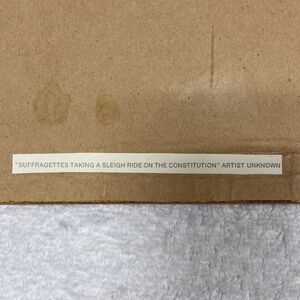 "SUFFRAGETTES TAKING A SLEIGH RIDE ON THE CONSTITUTION" ARTIST UNKNOWN